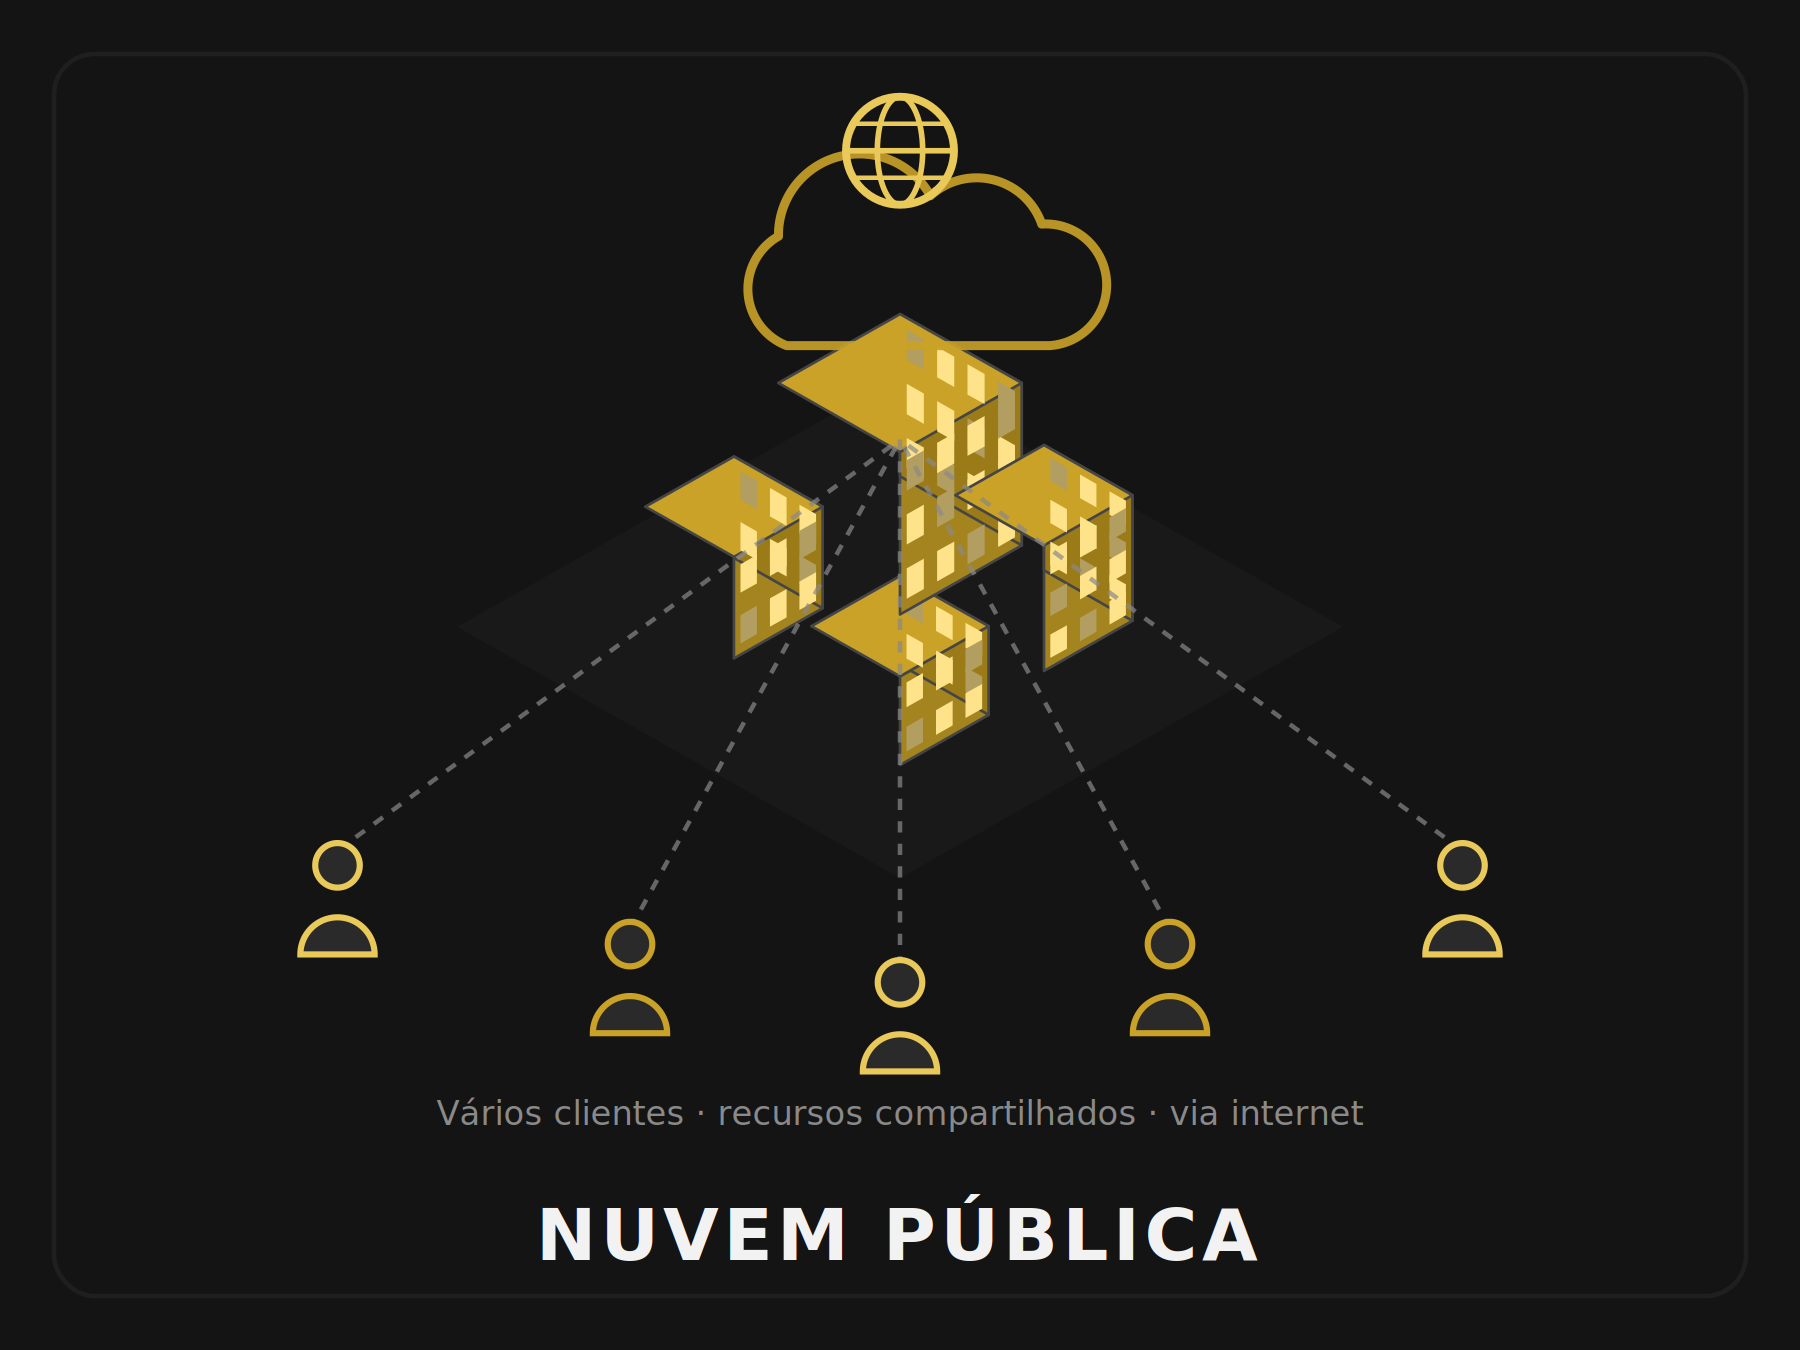 Vários clientes · recursos compartilhados · via internet
NUVEM PÚBLICA